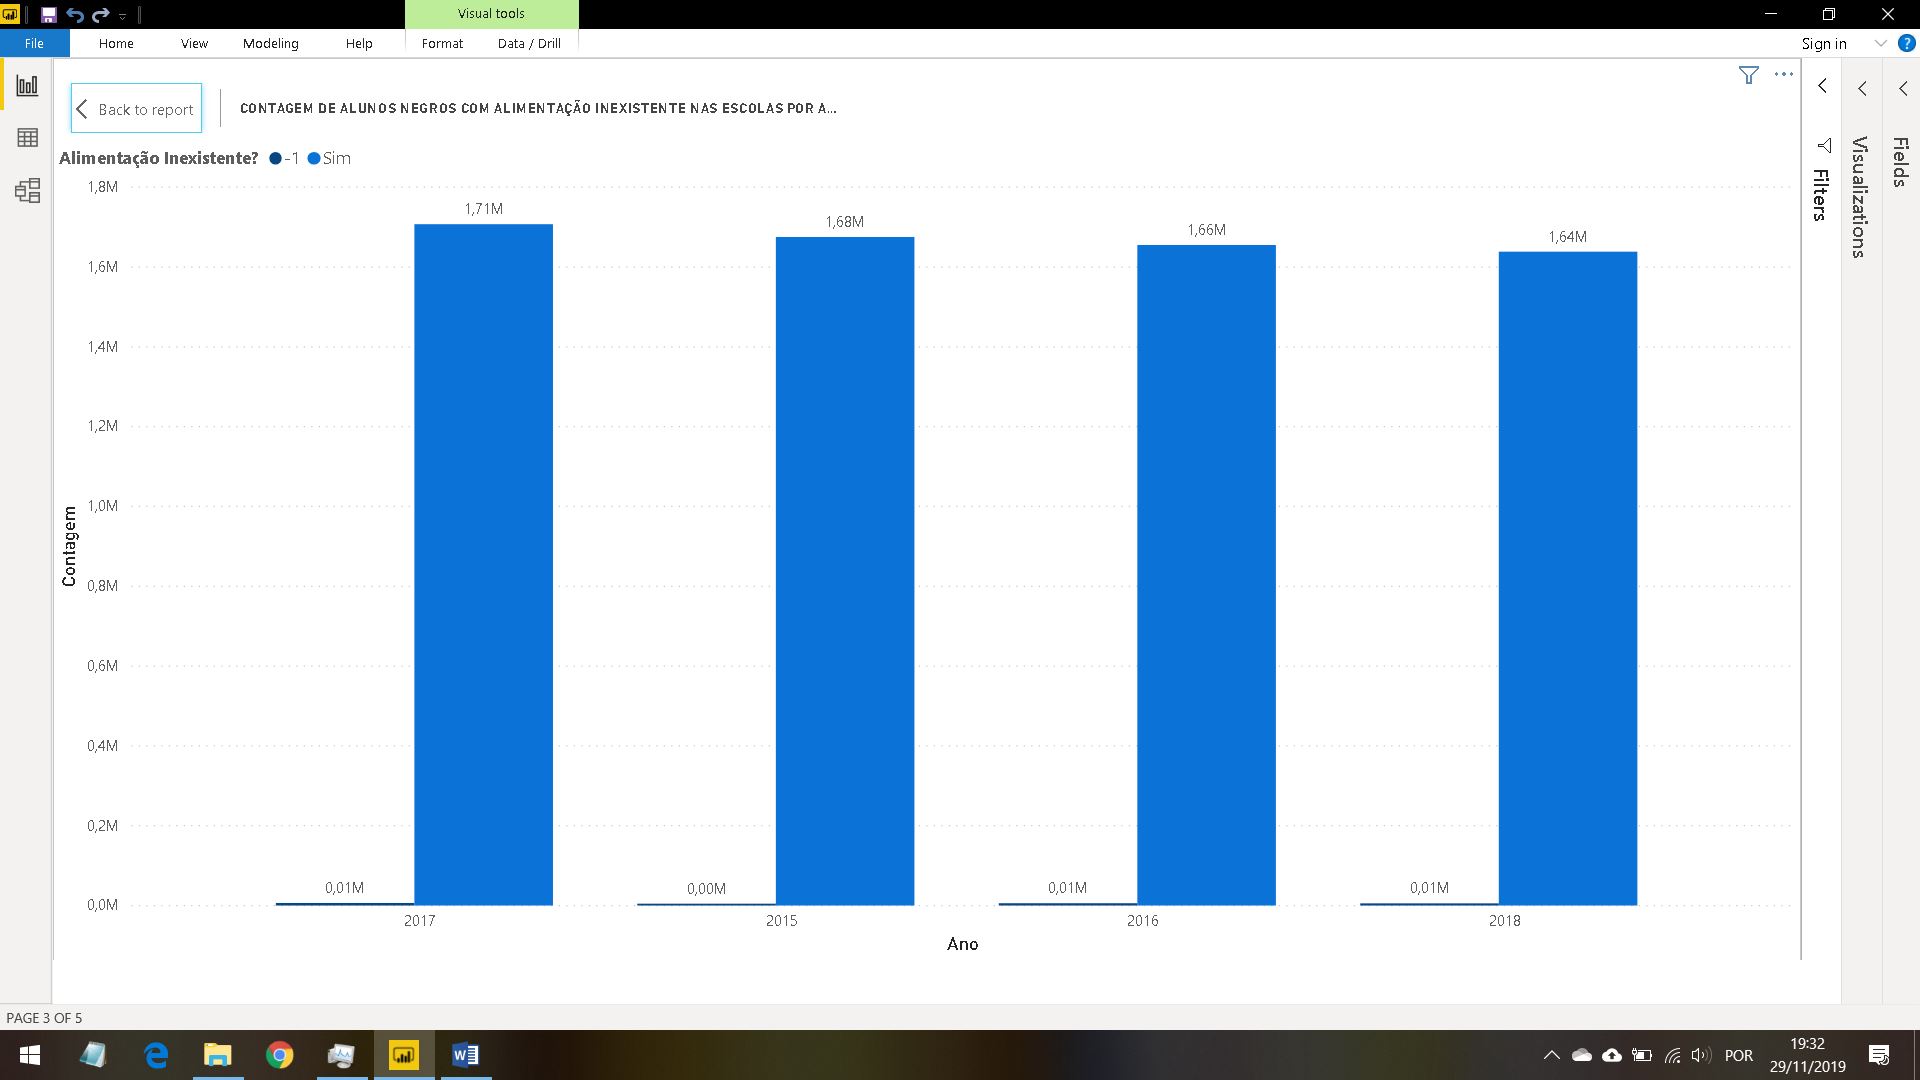 Visual tools
File Home View Modeling Help Format Data / Drill Sign in ?
Back to report
CONTAGEM DE ALUNOS NEGROS COM ALIMENTAÇÃO INEXISTENTE NAS ESCOLAS POR A...
Alimentação Inexistente? -1 Sim
1,8M
1,6M
1,4M
1,2M
1,0M
0,8M
0,6M
0,4M
0,2M
0,0M
Contagem
1,71M
1,68M
1,66M
1,64M
0,01M
0,00M
0,01M
0,01M
2017 2015 2016 2018
Ano
Filters
Visualizations
Fields
PAGE 3 OF 5
POR
19:32
29/11/2019